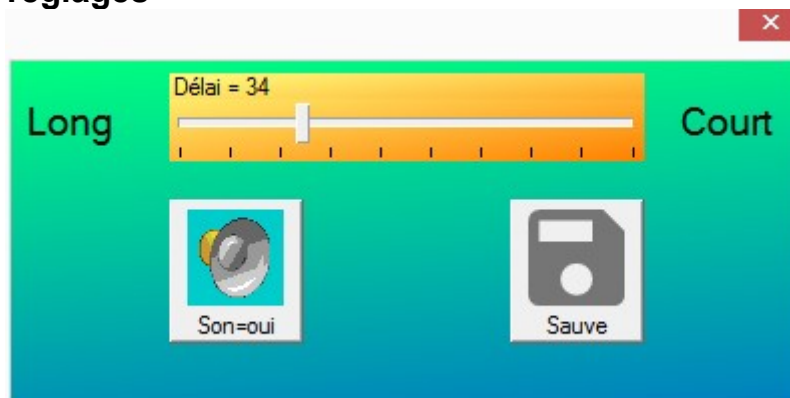 réglages
Délai = 34
Long
Court
Son=oui
Sauve